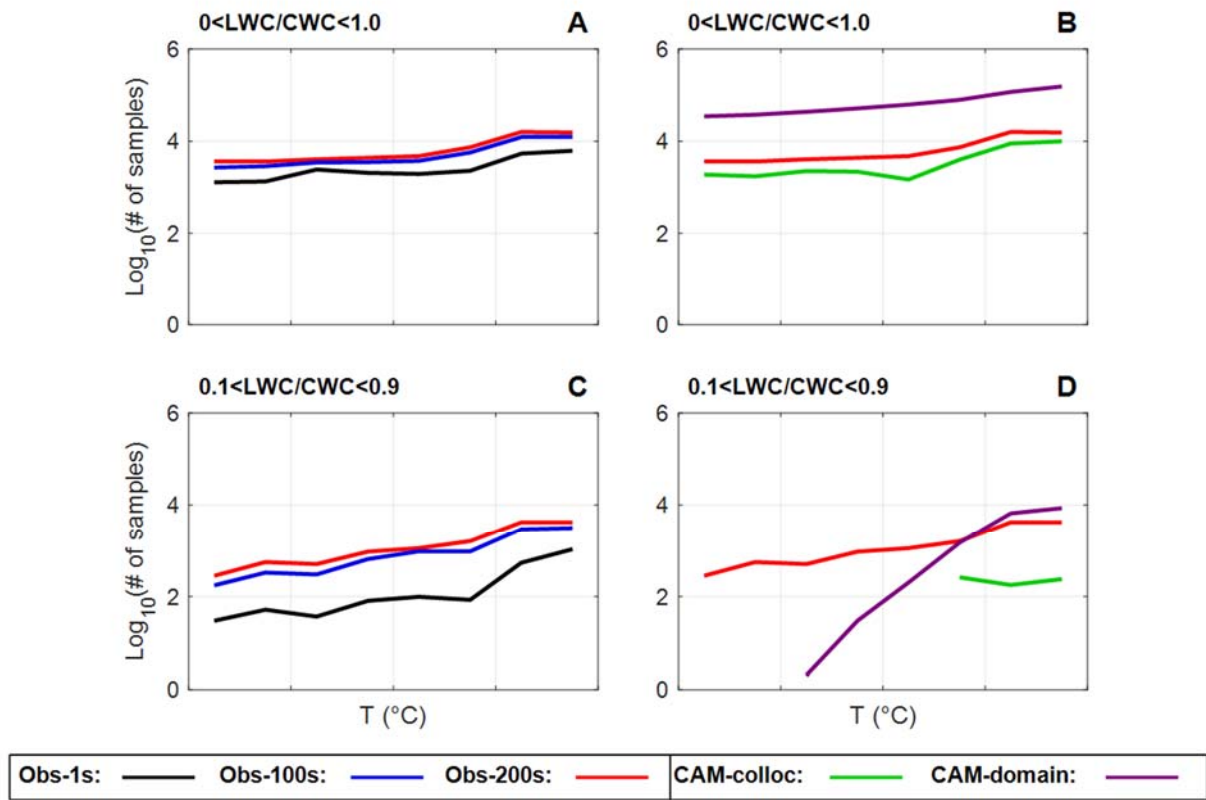 0<LWC/CWC<1.0 A
6
4
2
0
Log10(# of samples)
0<LWC/CWC<1.0 B
6
4
2
0
0.1<LWC/CWC<0.9 C
6
4
2
0
Log10(# of samples)
T (°C)
0.1<LWC/CWC<0.9 D
6
4
2
0
T (°C)
Obs-1s: Obs-100s: Obs-200s: CAM-colloc: CAM-domain: